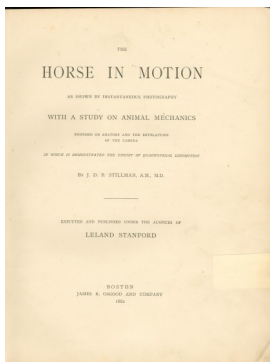 THE
HORSE IN MOTION
AS SHOWN BY INSTANTANEOUS PHOTOGRAPHY
WITH A STUDY ON ANIMAL MECHANICS
FOUNDED ON ANATOMY AND THE REVELATIONS
OF THE CAMERA
IN WHICH IS DEMONSTRATED THE THEORY OF QUADRUPEDAL LOCOMOTION
BY J. D. B. STILLMAN, A.M., M.D.
EXECUTED AND PUBLISHED UNDER THE AUSPICES OF
LELAND STANFORD
BOSTON
JAMES R. OSGOOD AND COMPANY
1882